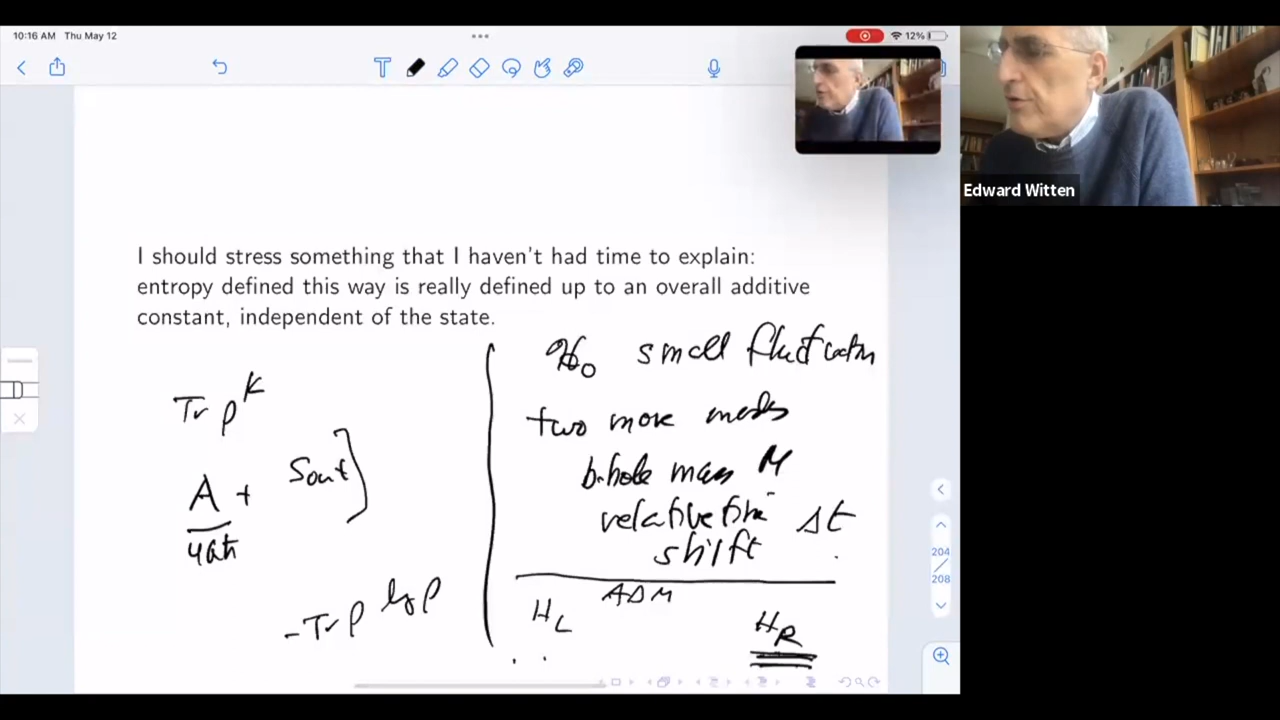 10:16 AM Thu May 12
12%
T
Edward Witten
I should stress something that I haven't had time to explain:
entropy defined this way is really defined up to an overall additive
constant, independent of the state.
Tr ρ^k
A + Sout]
4Għ
-Tr ρ log ρ
ℋ₀ small fluctuation
two more modes
b.hole mass M
relative time Δt
shift
H_L ADM
H_R
204
/
208